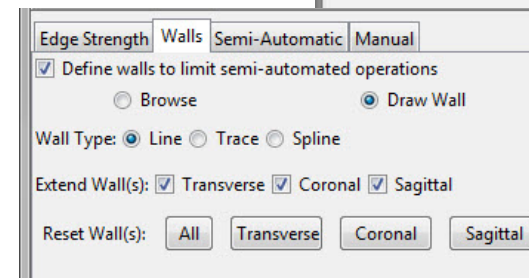 Edge Strength Walls Semi-Automatic Manual
Define walls to limit semi-automated operations
Browse Draw Wall
Wall Type: Line Trace Spline
Extend Wall(s): Transverse Coronal Sagittal
Reset Wall(s): All Transverse Coronal Sagittal